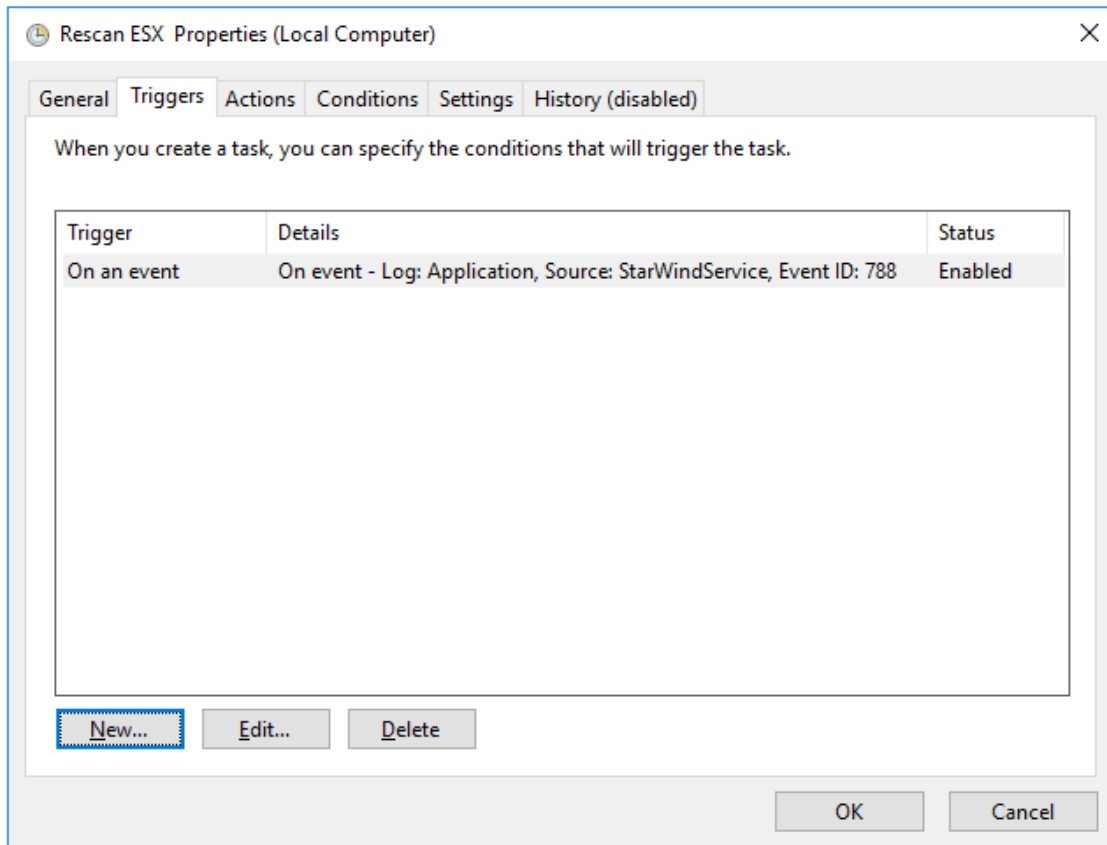 Rescan ESX  Properties (Local Computer)
General Triggers Actions Conditions Settings History (disabled)
When you create a task, you can specify the conditions that will trigger the task.
Trigger Details Status
On an event On event - Log: Application, Source: StarWindService, Event ID: 788 Enabled
New... Edit... Delete
OK Cancel